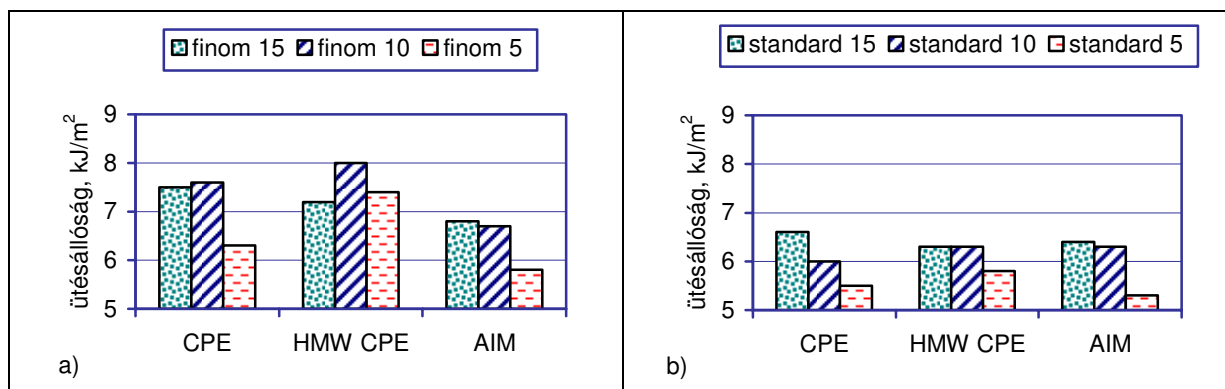 finom 15 finom 10 finom 5
ütésállóság, kJ/m²
9
8
7
6
5
CPE HMW CPE AIM
a)
standard 15 standard 10 standard 5
ütésállóság, kJ/m²
9
8
7
6
5
CPE HMW CPE AIM
b)